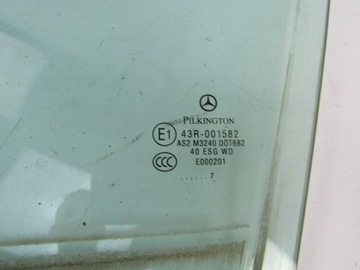 PILKINGTON
E1 43R-001582
AS2 M3240 DOT682
40 ESG WD
CCC E000201
......7